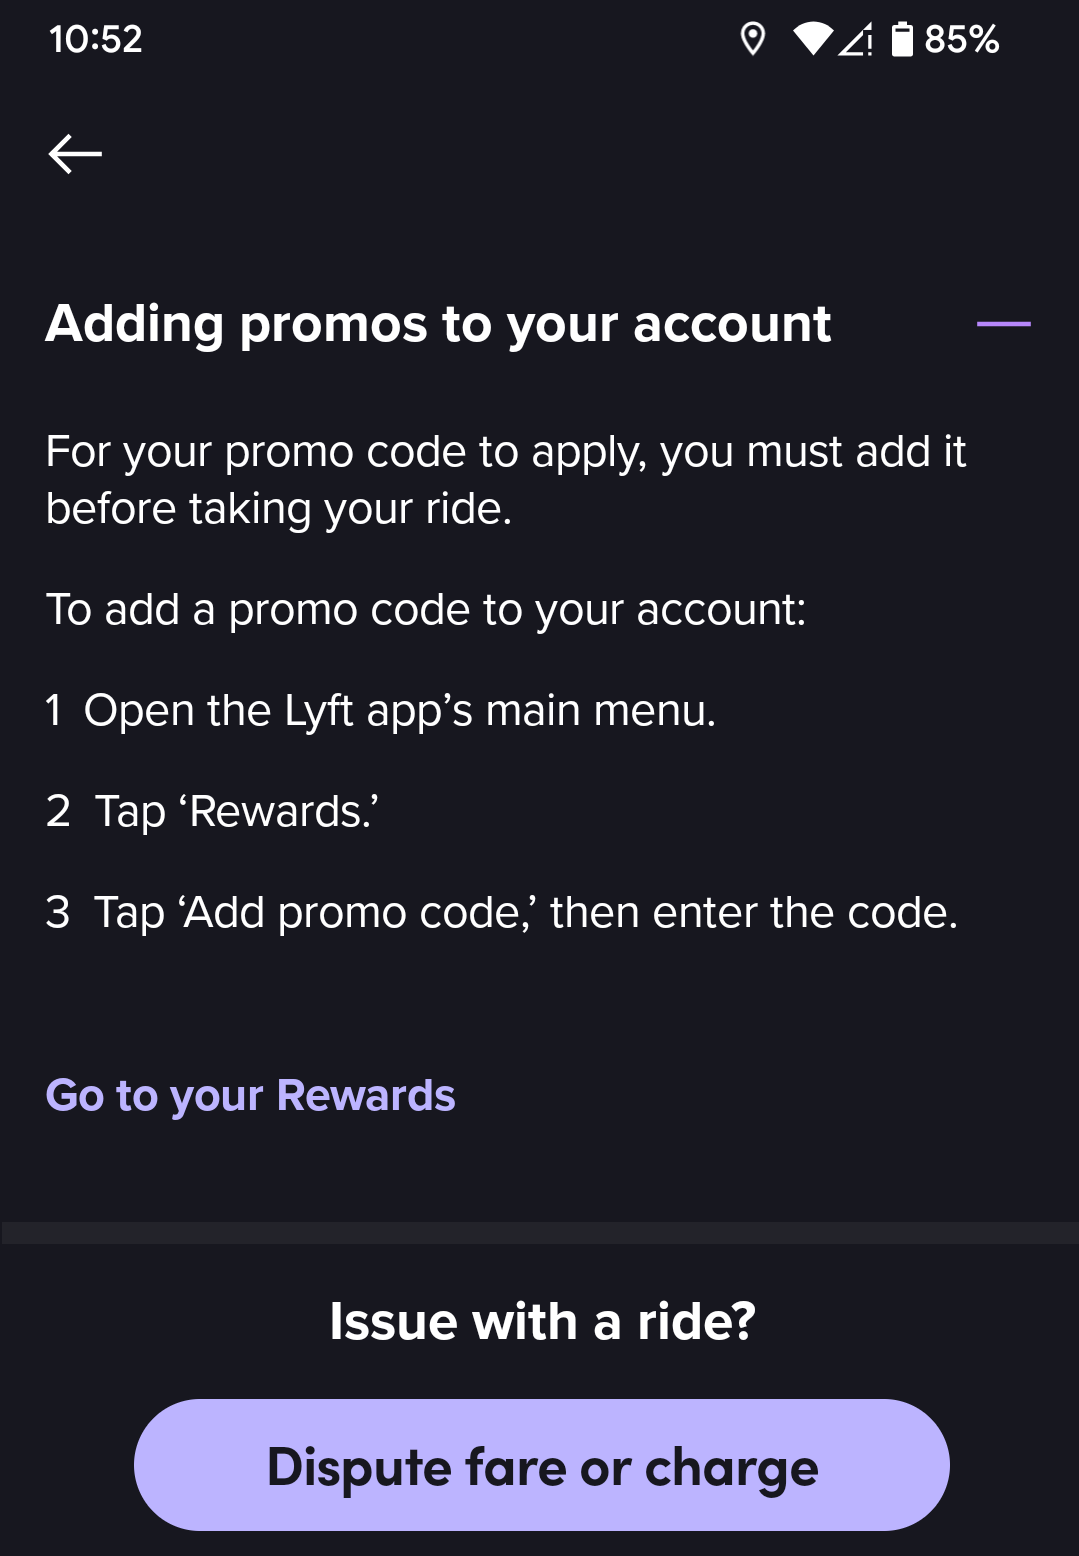 10:52 85%
Adding promos to your account
For your promo code to apply, you must add it
before taking your ride.
To add a promo code to your account:
1 Open the Lyft app’s main menu.
2 Tap ‘Rewards.’
3 Tap ‘Add promo code,’ then enter the code.
Go to your Rewards
Issue with a ride?
Dispute fare or charge